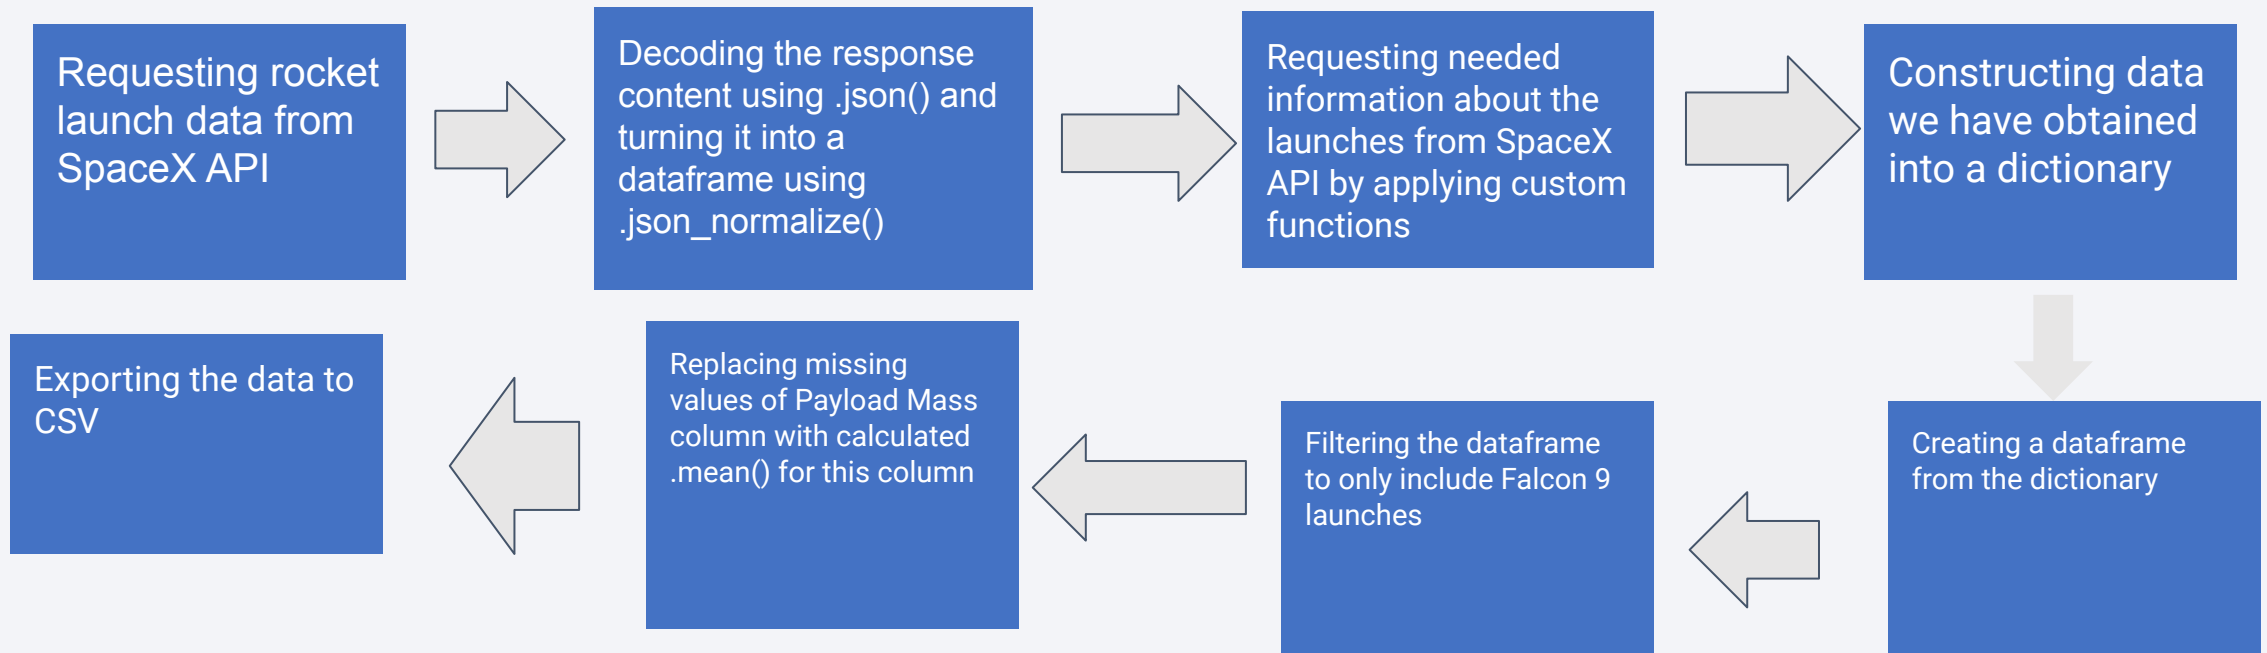 Requesting rocket
launch data from
SpaceX API
Decoding the response
content using .json() and
turning it into a
dataframe using
.json_normalize()
Requesting needed
information about the
launches from SpaceX
API by applying custom
functions
Constructing data
we have obtained
into a dictionary
Creating a dataframe
from the dictionary
Filtering the dataframe
to only include Falcon 9
launches
Replacing missing
values of Payload Mass
column with calculated
.mean() for this column
Exporting the data to
CSV